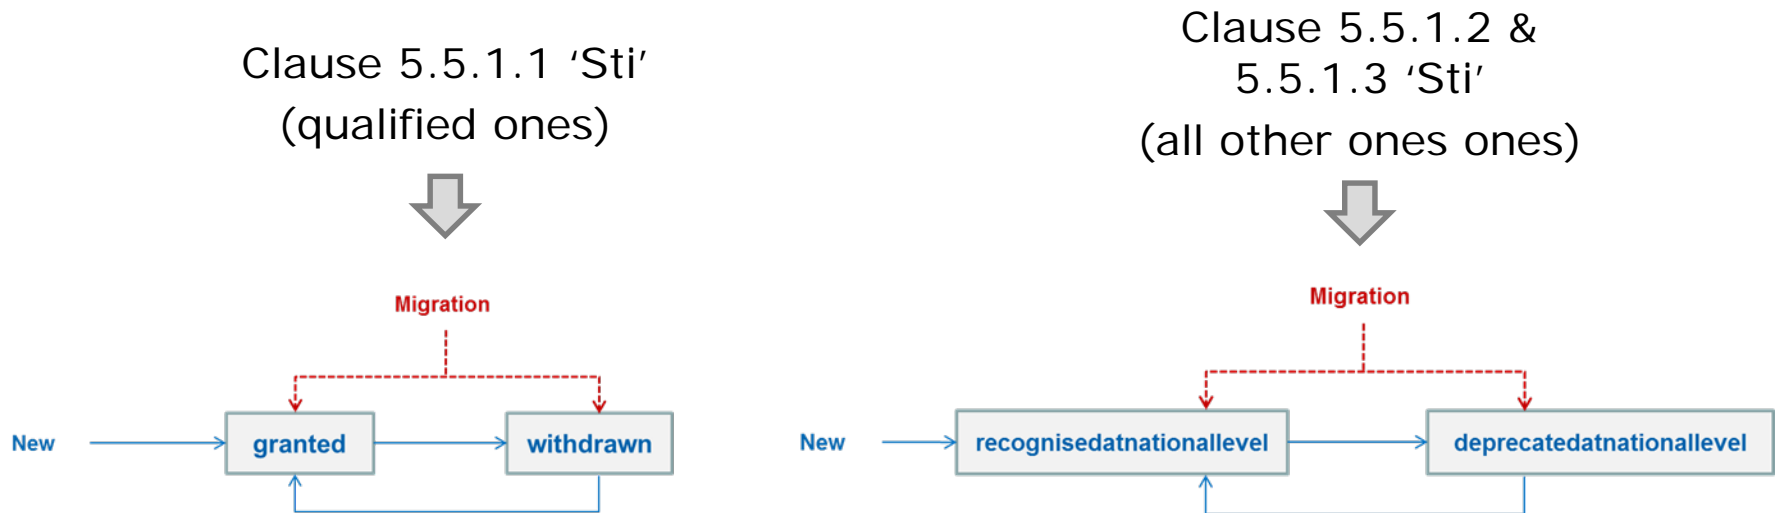 Clause 5.5.1.1 ‘Sti’
(qualified ones)
Migration
New
granted
withdrawn
Clause 5.5.1.2 &
5.5.1.3 ‘Sti’
(all other ones ones)
Migration
New
recognisedatnationallevel
deprecatedatnationallevel